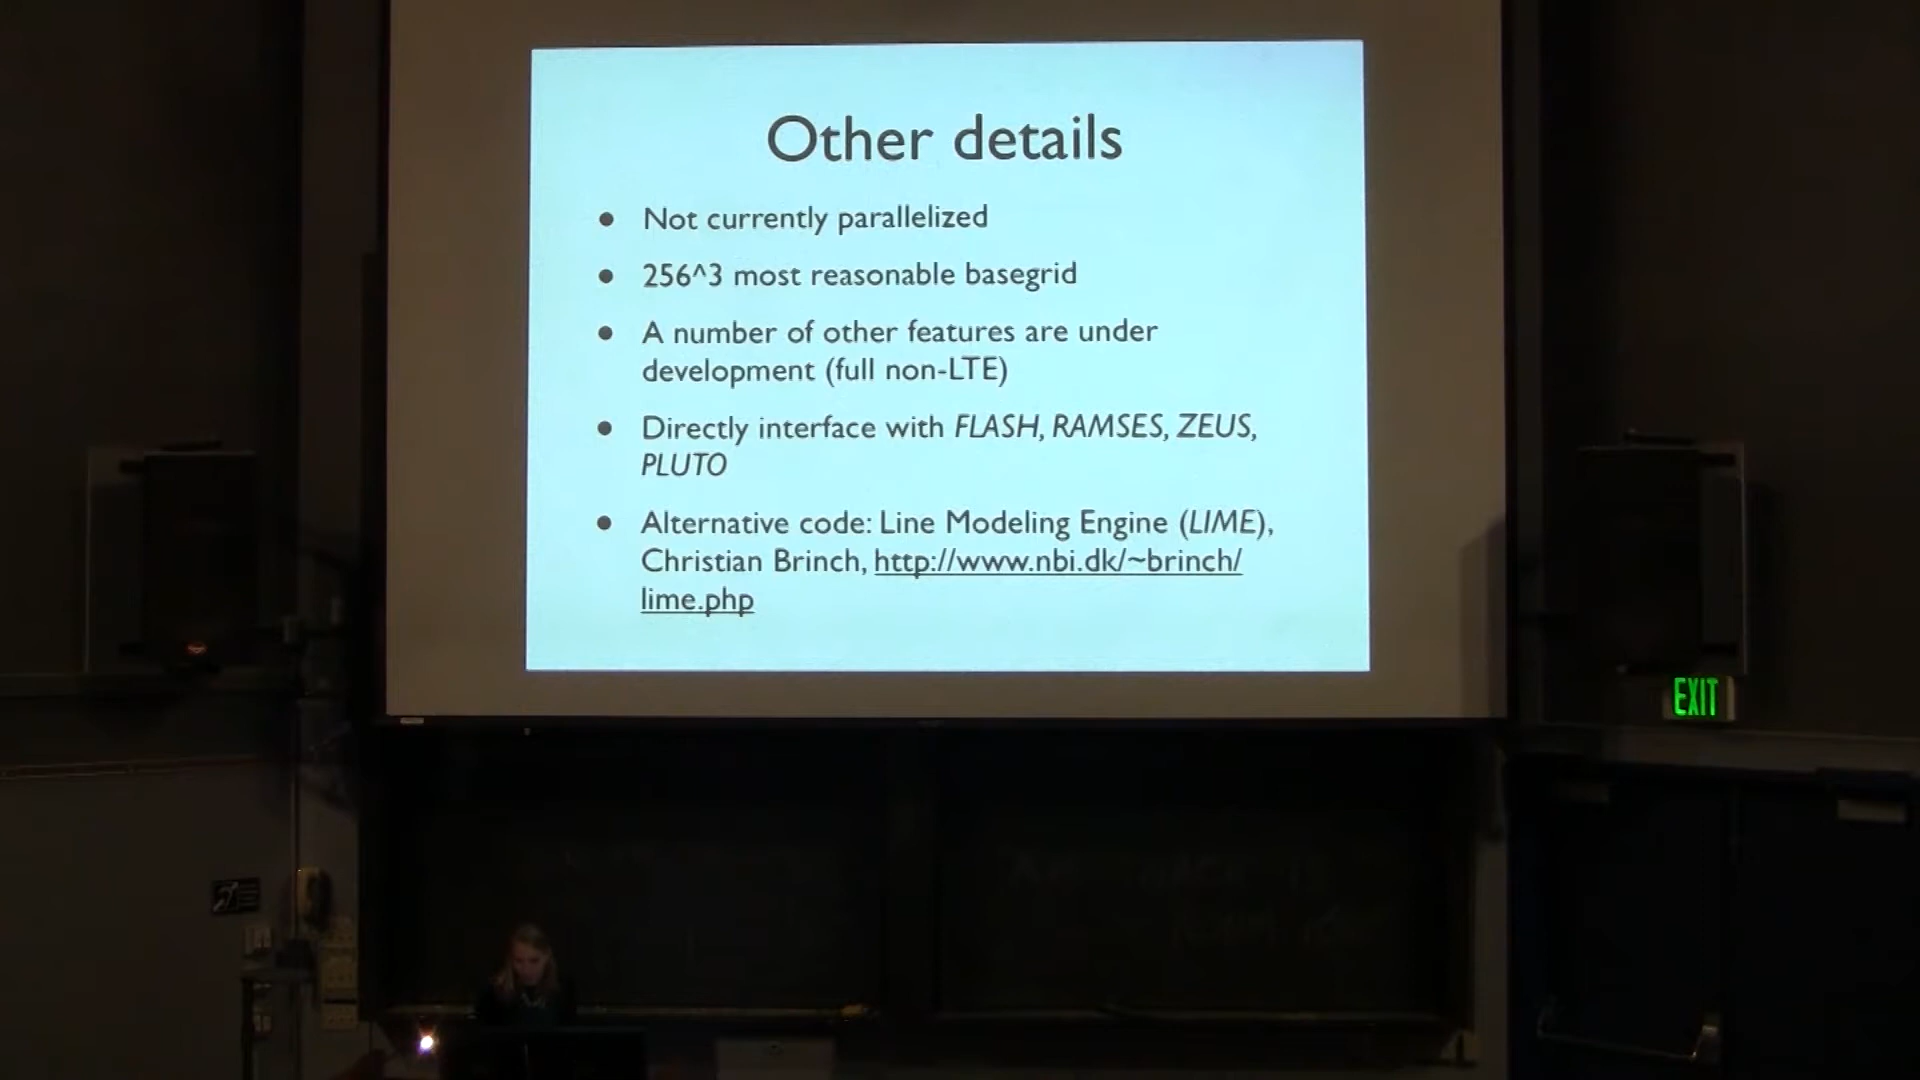 Other details
● Not currently parallelized
● 256^3 most reasonable basegrid
● A number of other features are under
development (full non-LTE)
● Directly interface with FLASH, RAMSES, ZEUS,
PLUTO
● Alternative code: Line Modeling Engine (LIME),
Christian Brinch, http://www.nbi.dk/~brinch/
lime.php
EXIT